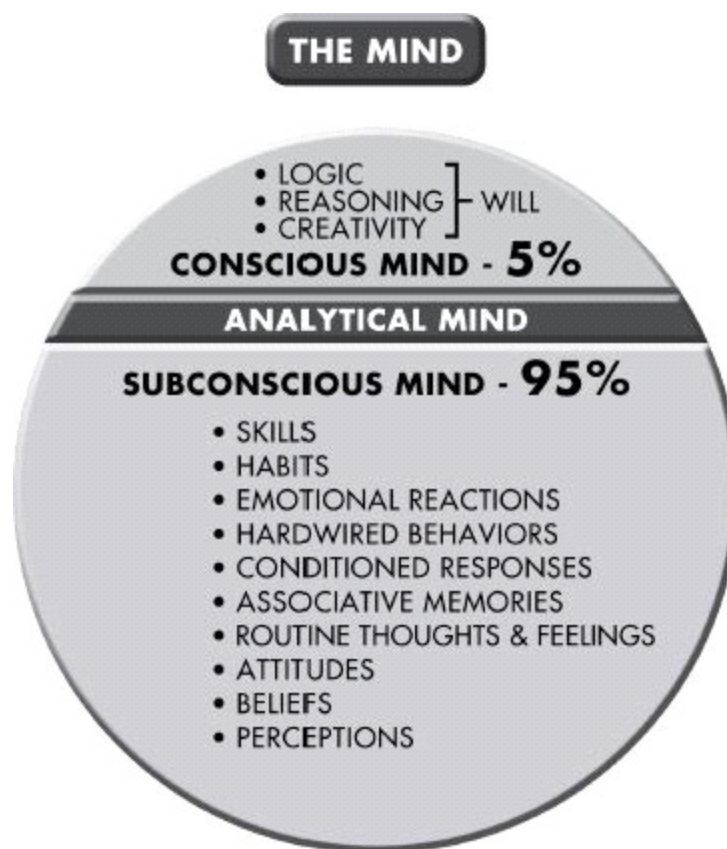 THE MIND
• LOGIC
• REASONING
• CREATIVITY
WILL
CONSCIOUS MIND - 5%
ANALYTICAL MIND
SUBCONSCIOUS MIND - 95%
• SKILLS
• HABITS
• EMOTIONAL REACTIONS
• HARDWIRED BEHAVIORS
• CONDITIONED RESPONSES
• ASSOCIATIVE MEMORIES
• ROUTINE THOUGHTS & FEELINGS
• ATTITUDES
• BELIEFS
• PERCEPTIONS